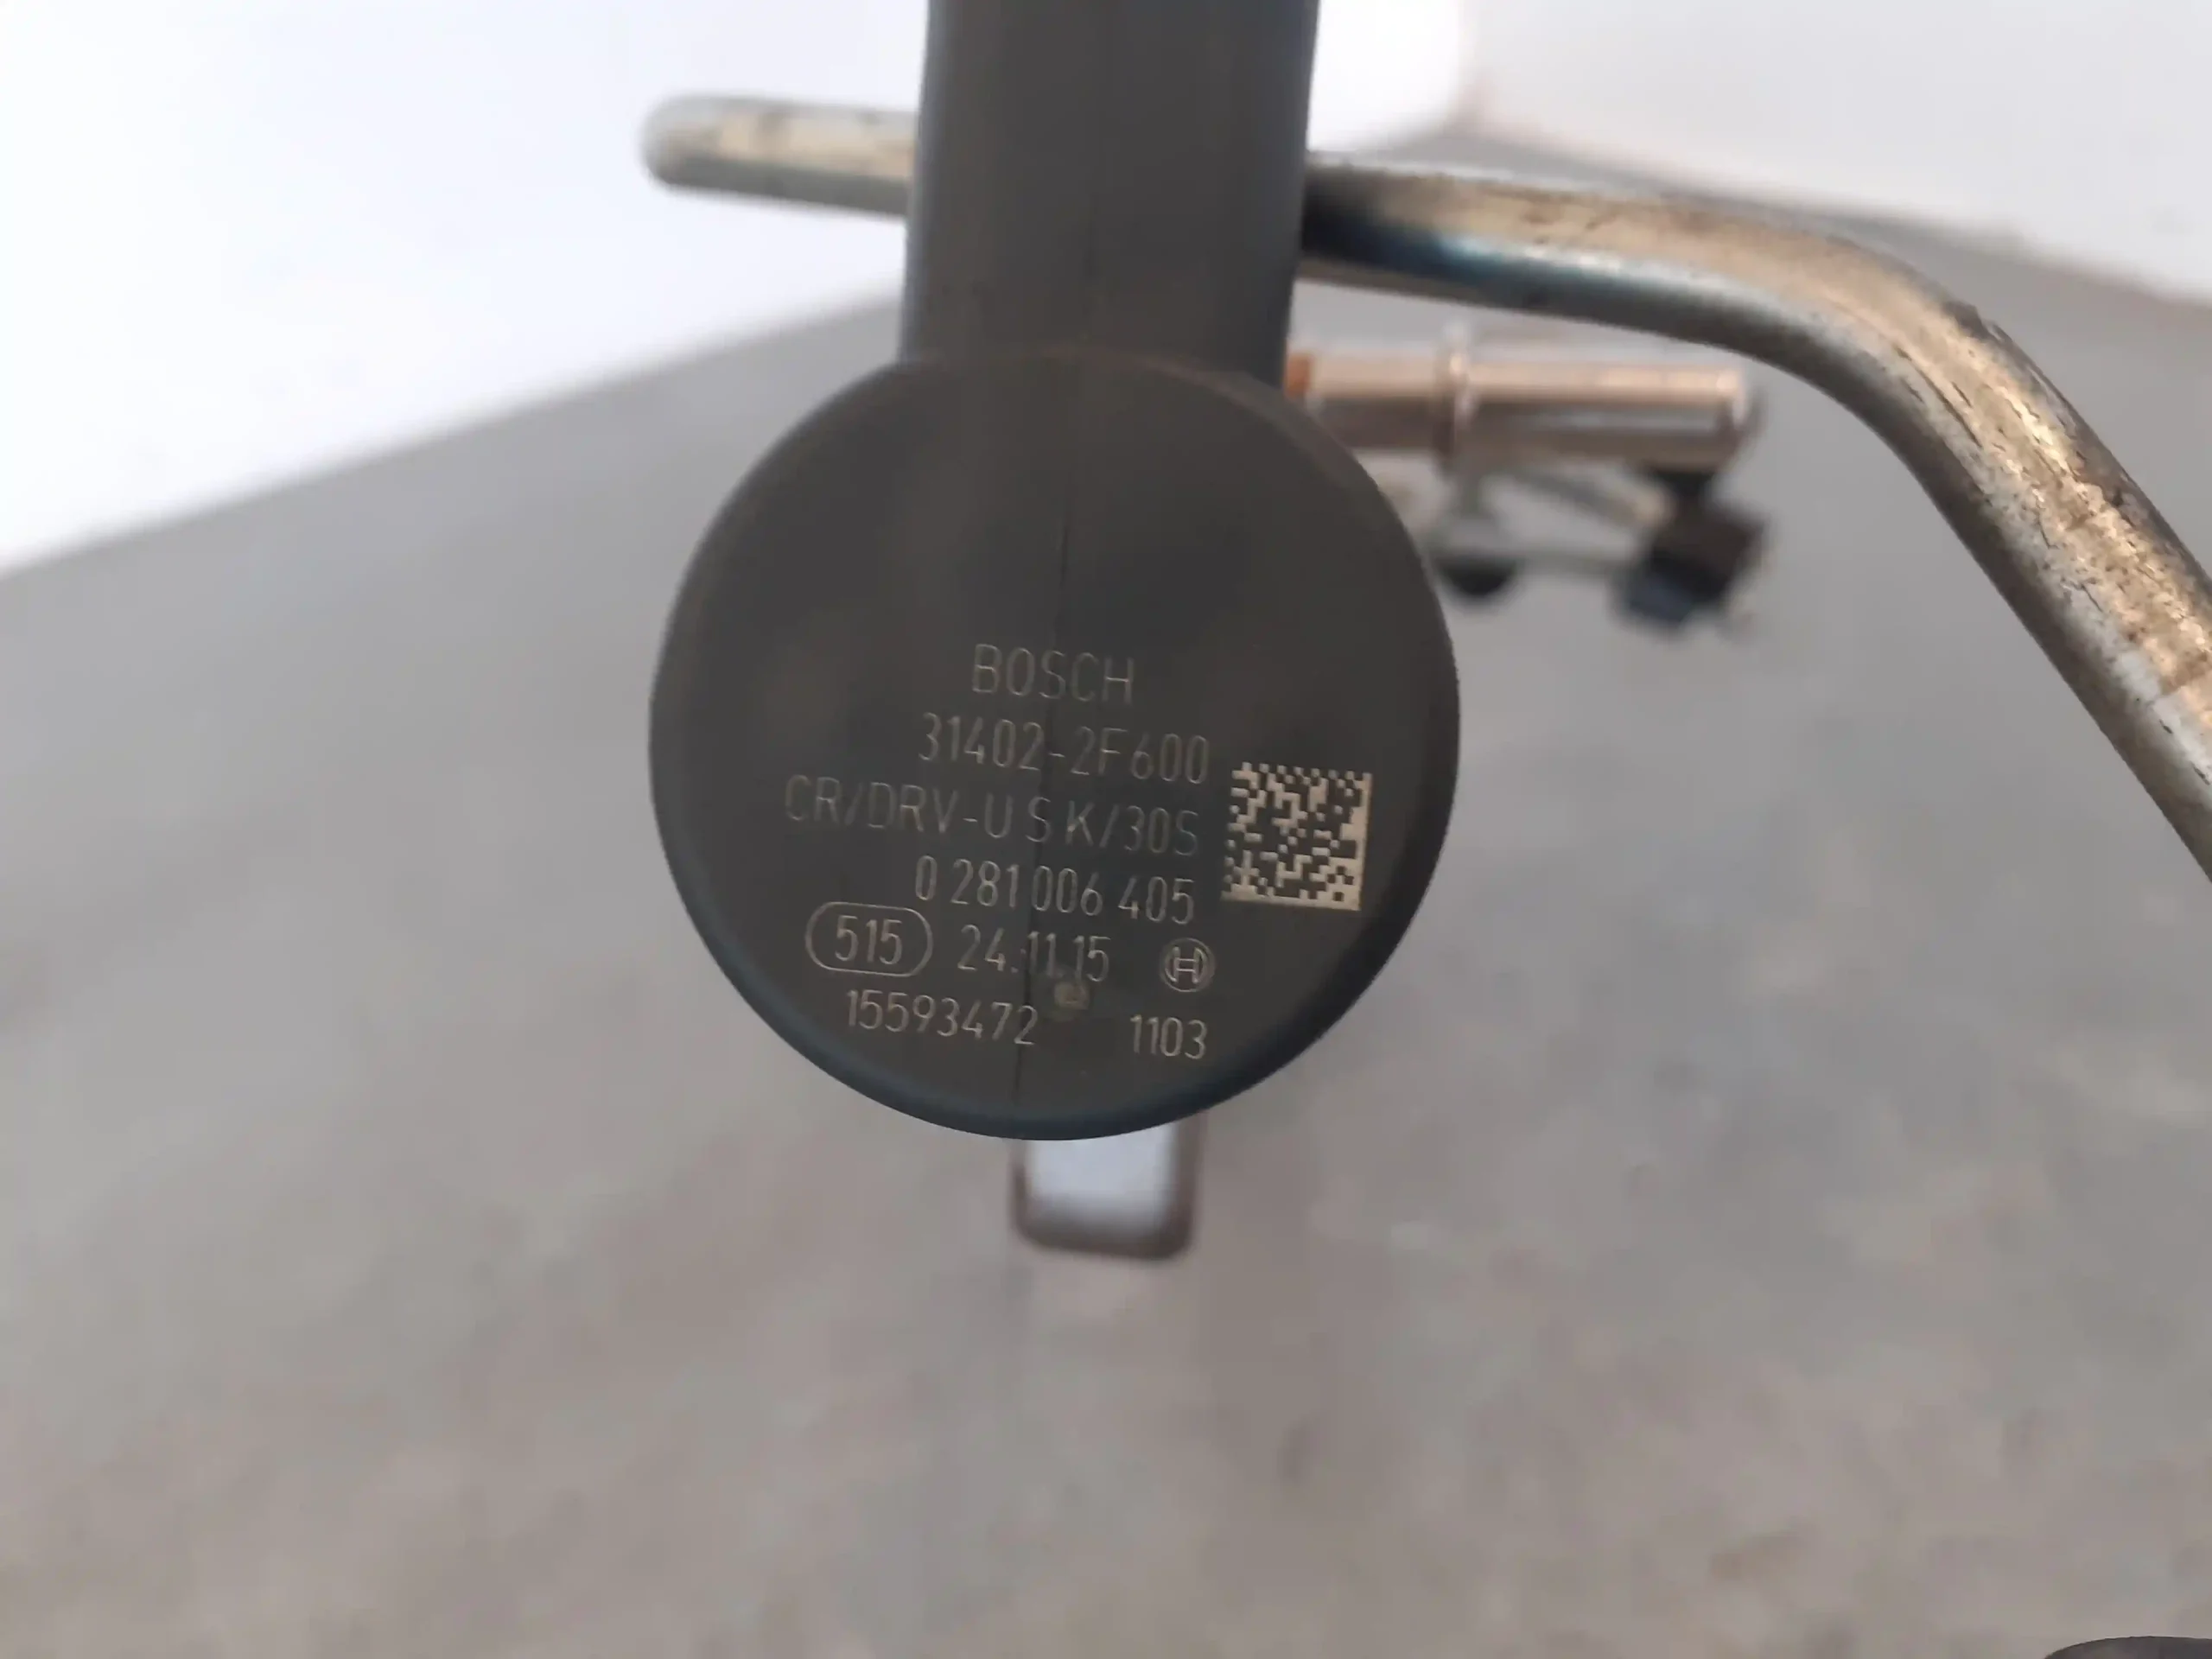 BOSCH
31402-2F600
CR/DRV-U S K/30S
0 281 006 405
515 24.11.15 H
15593472 1103